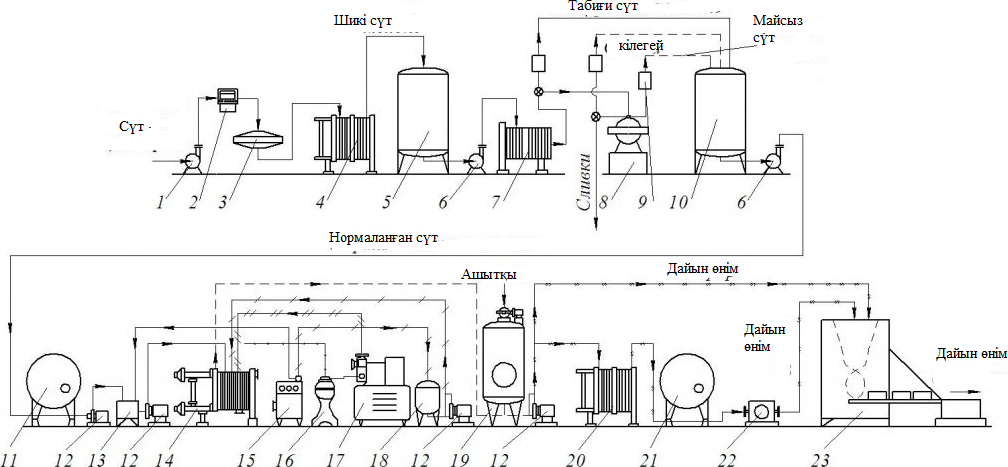 Табиғи сүт
Шикі сүт
Майсыз
сүт
кілегей
Сүт
Сливки
1 2 3 4 5 6 7 8 9 10 6
Нормаланған сүт
Ашытқы
Дайын өнім
Дайын
өнім
Дайын өнім
11 12 13 12 14 15 16 17 18 12 19 12 20 21 22 23